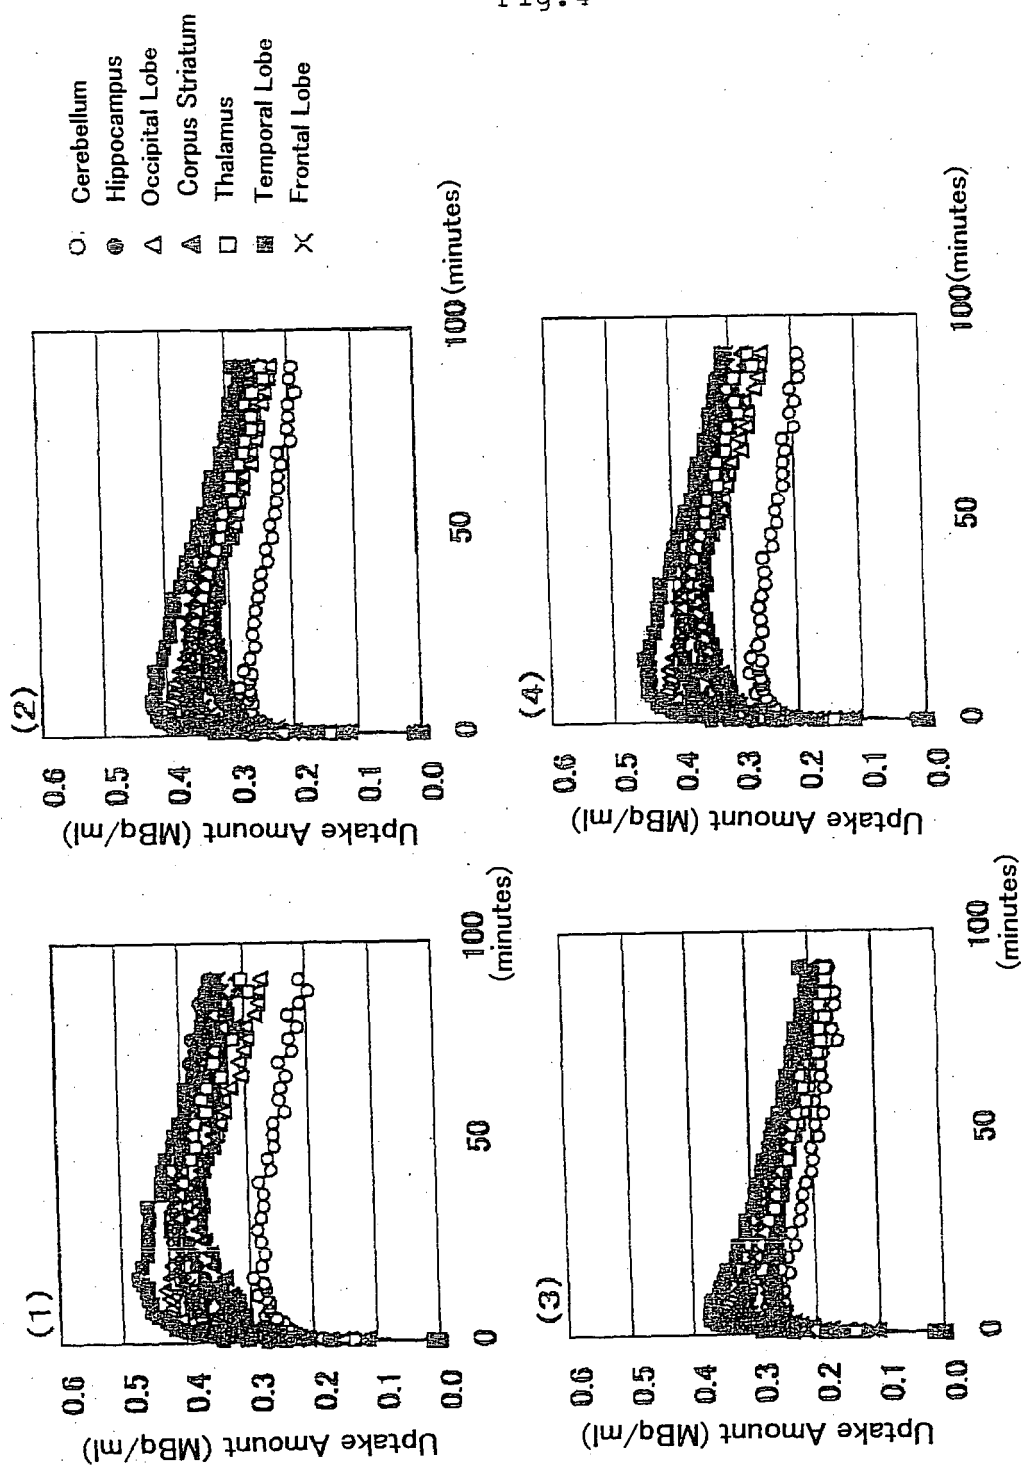 Fig.4
(1)
Uptake Amount (MBq/ml)
0.6
0.5
0.4
0.3
0.2
0.1
0.0
0
50
100
(minutes)
(2)
Uptake Amount (MBq/ml)
0.6
0.5
0.4
0.3
0.2
0.1
0.0
0
50
100(minutes)
Cerebellum
Hippocampus
Occipital Lobe
Corpus Striatum
Thalamus
Temporal Lobe
Frontal Lobe
(3)
Uptake Amount (MBq/ml)
0.6
0.5
0.4
0.3
0.2
0.1
0.0
0
50
100
(minutes)
(4)
Uptake Amount (MBq/ml)
0.6
0.5
0.4
0.3
0.2
0.1
0.0
0
50
100(minutes)